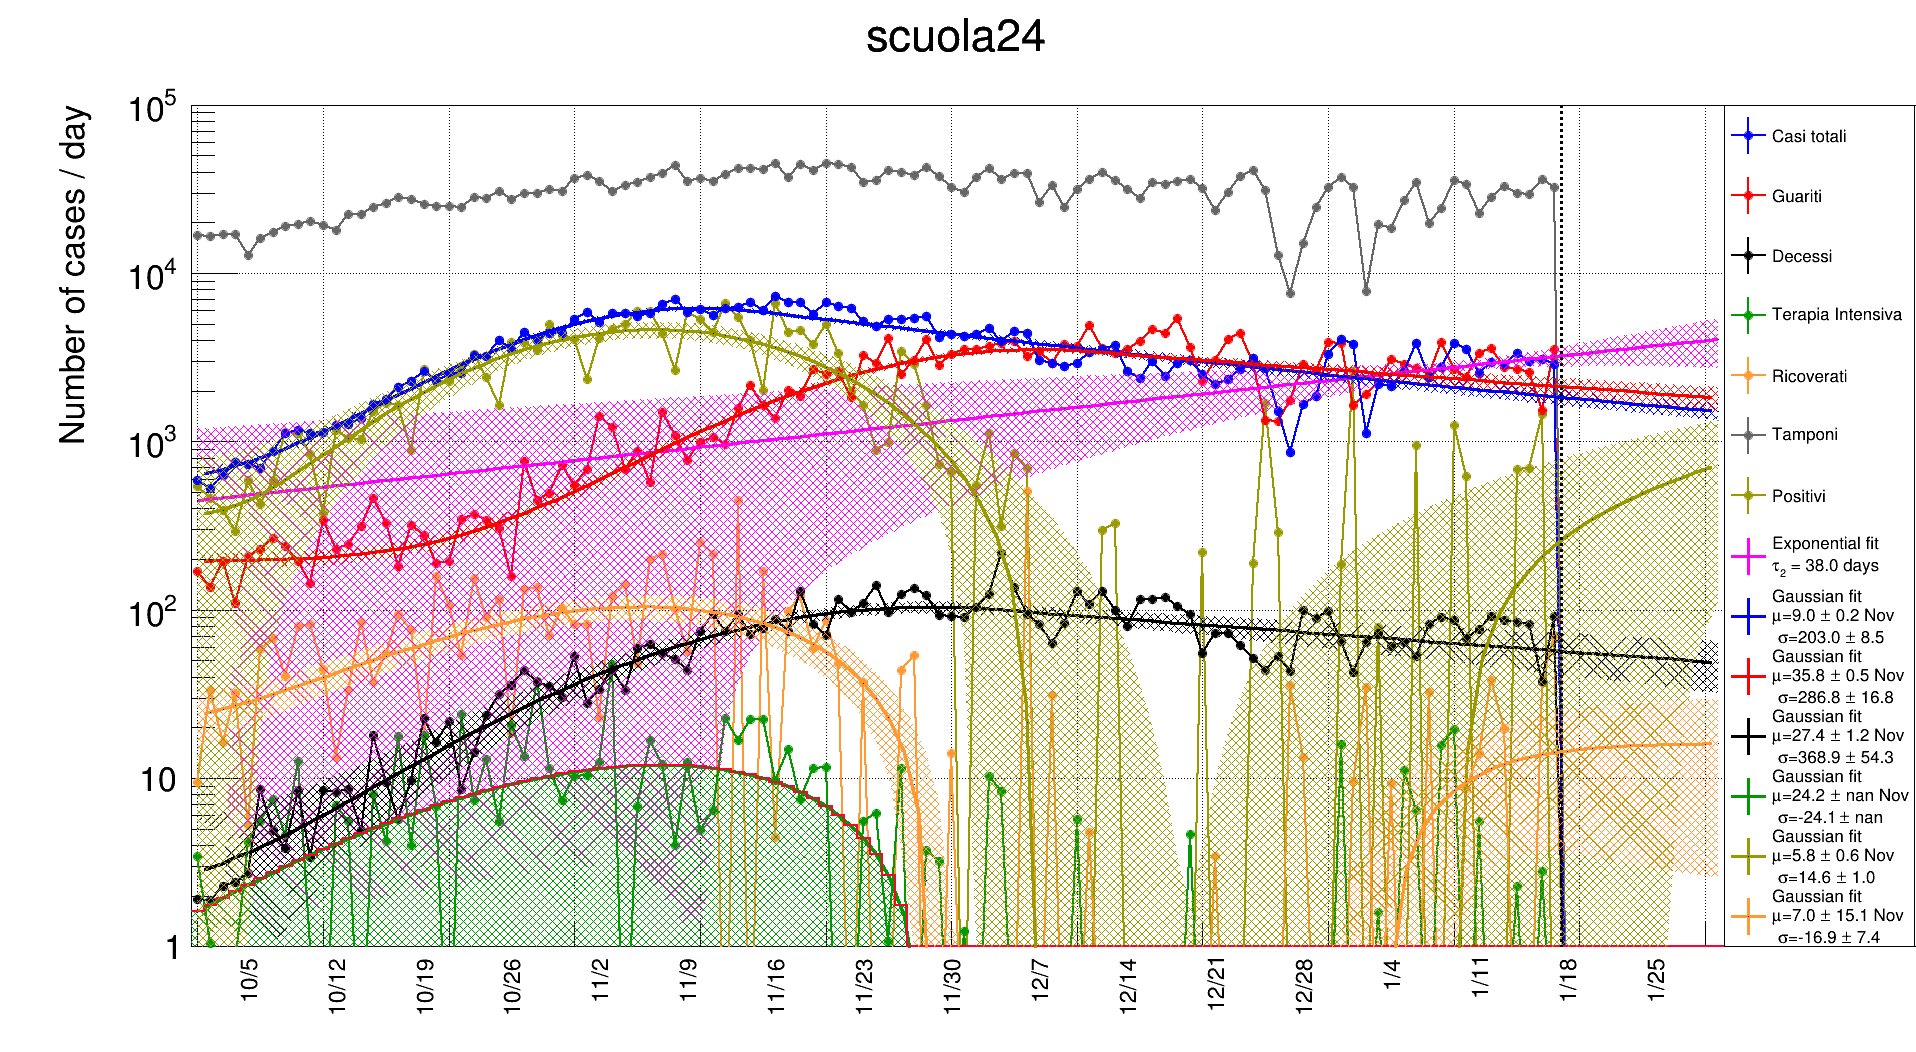 scuola24
Number of cases / day
10^5
10^4
10^3
10^2
10
1
10/5
10/12
10/19
10/26
11/2
11/9
11/16
11/23
11/30
12/7
12/14
12/21
12/28
1/4
1/11
1/18
1/25
Casi totali
Guariti
Decessi
Terapia Intensiva
Ricoverati
Tamponi
Positivi
Exponential fit
τ₂ = 38.0 days
Gaussian fit
μ=9.0 ± 0.2 Nov
σ=203.0 ± 8.5
Gaussian fit
μ=35.8 ± 0.5 Nov
σ=286.8 ± 16.8
Gaussian fit
μ=27.4 ± 1.2 Nov
σ=368.9 ± 54.3
Gaussian fit
μ=24.2 ± nan Nov
σ=-24.1 ± nan
Gaussian fit
μ=5.8 ± 0.6 Nov
σ=14.6 ± 1.0
Gaussian fit
μ=7.0 ± 15.1 Nov
σ=-16.9 ± 7.4